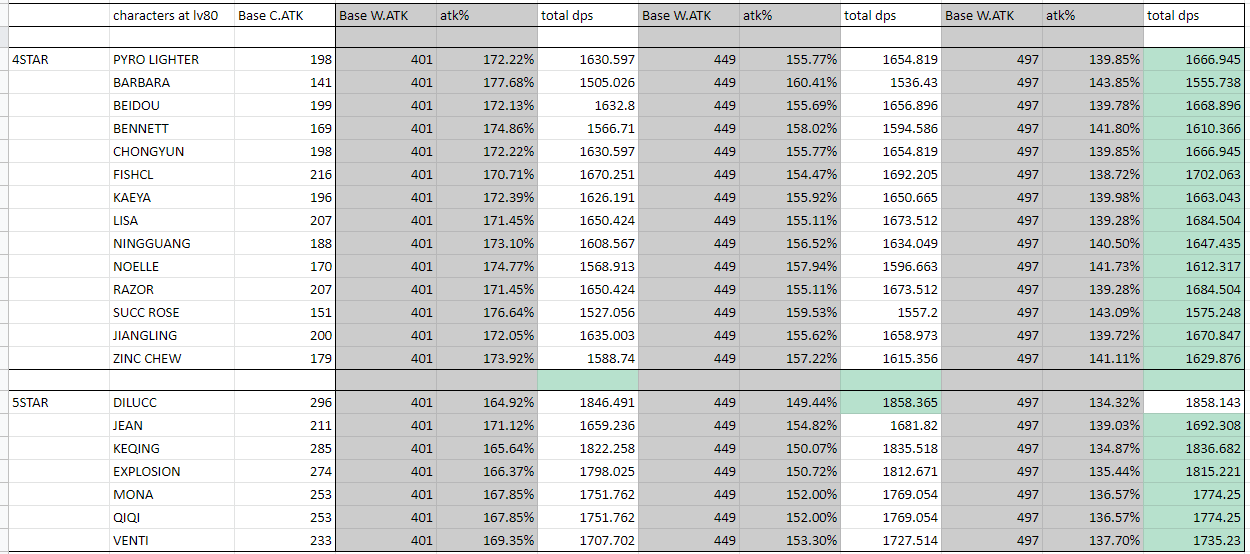 characters at lv80 Base C.ATK Base W.ATK atk% total dps Base W.ATK atk% total dps Base W.ATK atk% total dps
4STAR PYRO LIGHTER 198 401 172.22% 1630.597 449 155.77% 1654.819 497 139.85% 1666.945
BARBARA 141 401 177.68% 1505.026 449 160.41% 1536.43 497 143.85% 1555.738
BEIDOU 199 401 172.13% 1632.8 449 155.69% 1656.896 497 139.78% 1668.896
BENNETT 169 401 174.86% 1566.71 449 158.02% 1594.586 497 141.80% 1610.366
CHONGYUN 198 401 172.22% 1630.597 449 155.77% 1654.819 497 139.85% 1666.945
FISHCL 216 401 170.71% 1670.251 449 154.47% 1692.205 497 138.72% 1702.063
KAEYA 196 401 172.39% 1626.191 449 155.92% 1650.665 497 139.98% 1663.043
LISA 207 401 171.45% 1650.424 449 155.11% 1673.512 497 139.28% 1684.504
NINGGUANG 188 401 173.10% 1608.567 449 156.52% 1634.049 497 140.50% 1647.435
NOELLE 170 401 174.77% 1568.913 449 157.94% 1596.663 497 141.73% 1612.317
RAZOR 207 401 171.45% 1650.424 449 155.11% 1673.512 497 139.28% 1684.504
SUCC ROSE 151 401 176.64% 1527.056 449 159.53% 1557.2 497 143.09% 1575.248
JIANGLING 200 401 172.05% 1635.003 449 155.62% 1658.973 497 139.72% 1670.847
ZINC CHEW 179 401 173.92% 1588.74 449 157.22% 1615.356 497 141.11% 1629.876
5STAR DILUCC 296 401 164.92% 1846.491 449 149.44% 1858.365 497 134.32% 1858.143
JEAN 211 401 171.12% 1659.236 449 154.82% 1681.82 497 139.03% 1692.308
KEQING 285 401 165.64% 1822.258 449 150.07% 1835.518 497 134.87% 1836.682
EXPLOSION 274 401 166.37% 1798.025 449 150.72% 1812.671 497 135.44% 1815.221
MONA 253 401 167.85% 1751.762 449 152.00% 1769.054 497 136.57% 1774.25
QIQI 253 401 167.85% 1751.762 449 152.00% 1769.054 497 136.57% 1774.25
VENTI 233 401 169.35% 1707.702 449 153.30% 1727.514 497 137.70% 1735.23